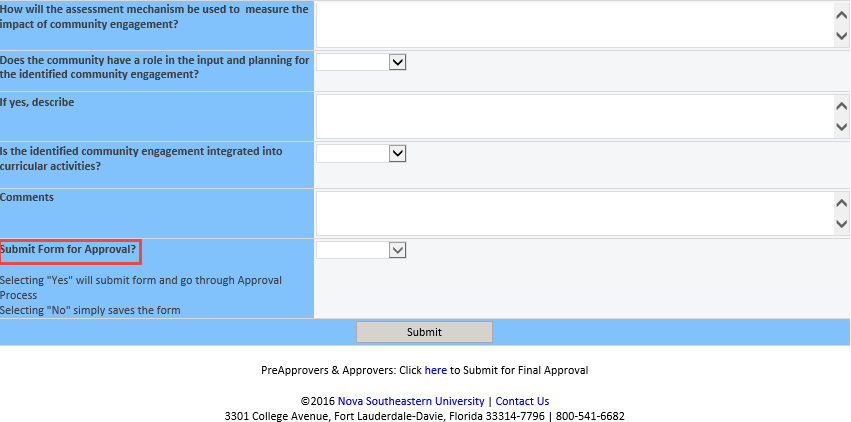 How will the assessment mechanism be used to  measure the
impact of community engagement?
Does the community have a role in the input and planning for
the identified community engagement?
If yes, describe
Is the identified community engagement integrated into
curricular activities?
Comments
Submit Form for Approval?
Selecting "Yes" will submit form and go through Approval
Process
Selecting "No" simply saves the form
Submit
PreApprovers & Approvers: Click here to Submit for Final Approval
©2016 Nova Southeastern University | Contact Us
3301 College Avenue, Fort Lauderdale-Davie, Florida 33314-7796 | 800-541-6682